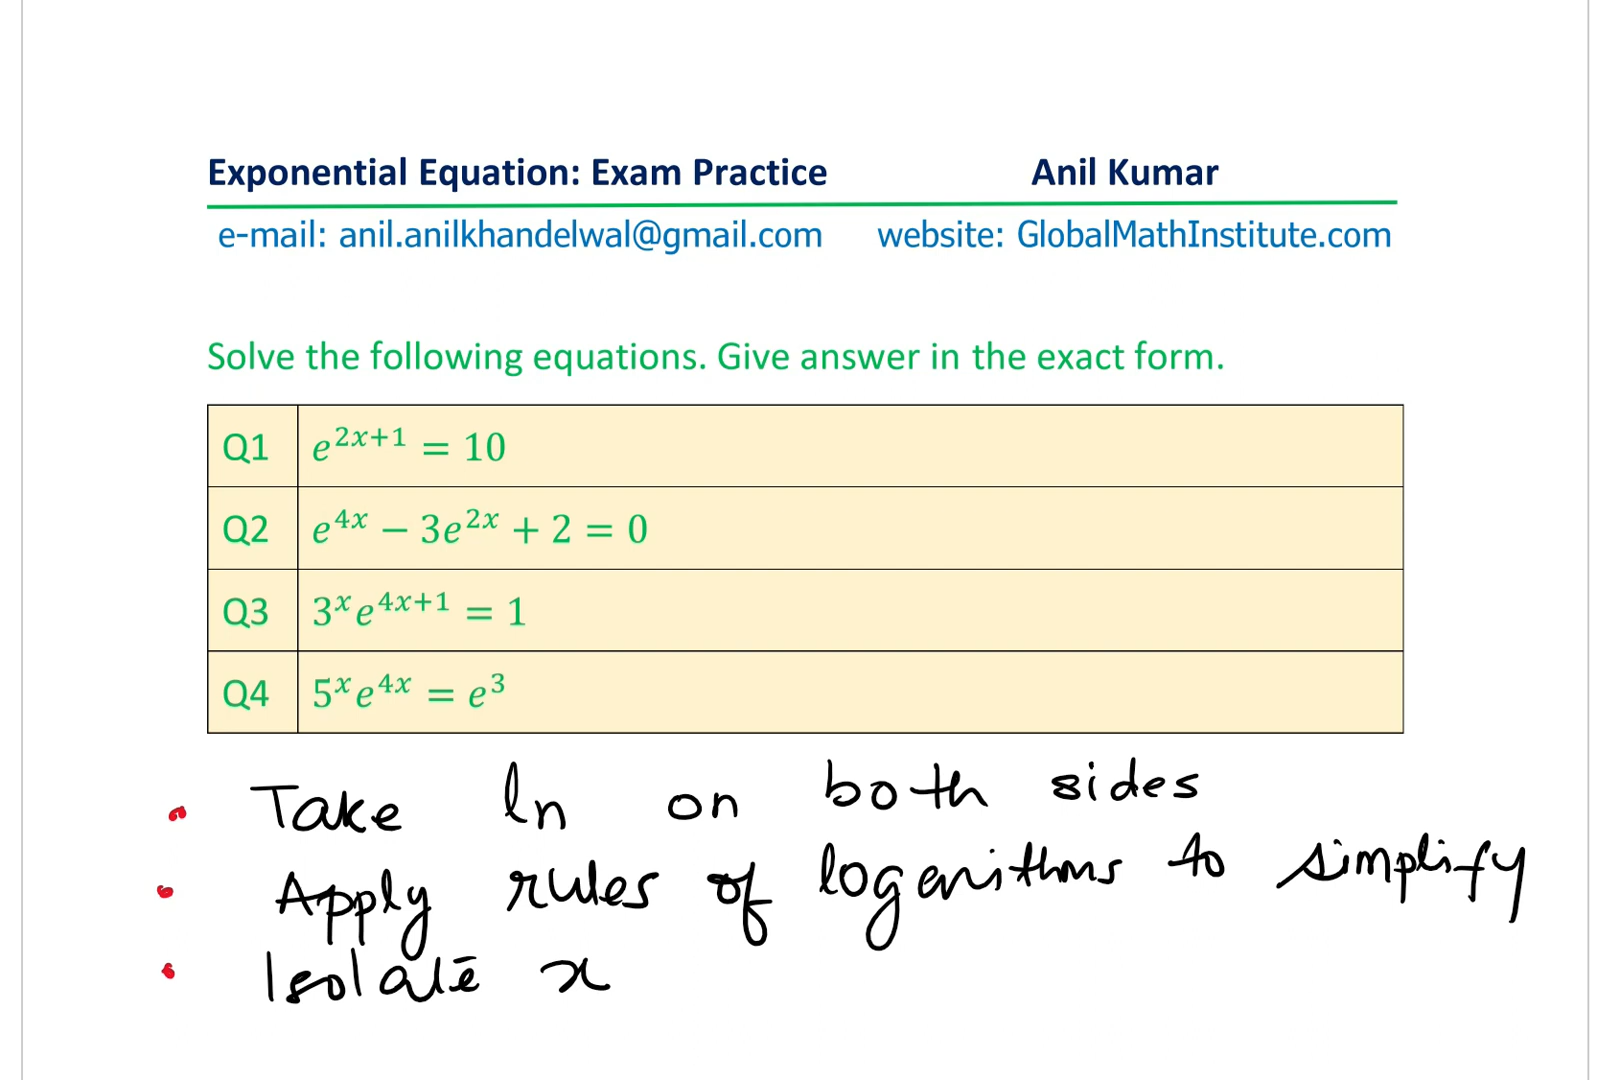 Exponential Equation: Exam Practice Anil Kumar
e-mail: anil.anilkhandelwal@gmail.com website: GlobalMathInstitute.com
Solve the following equations. Give answer in the exact form.
Q1 e^{2x+1} = 10
Q2 e^{4x} − 3e^{2x} + 2 = 0
Q3 3^x e^{4x+1} = 1
Q4 5^x e^{4x} = e^3
• Take ln on both sides
• Apply rules of logarithms to simplify
• Isolate x